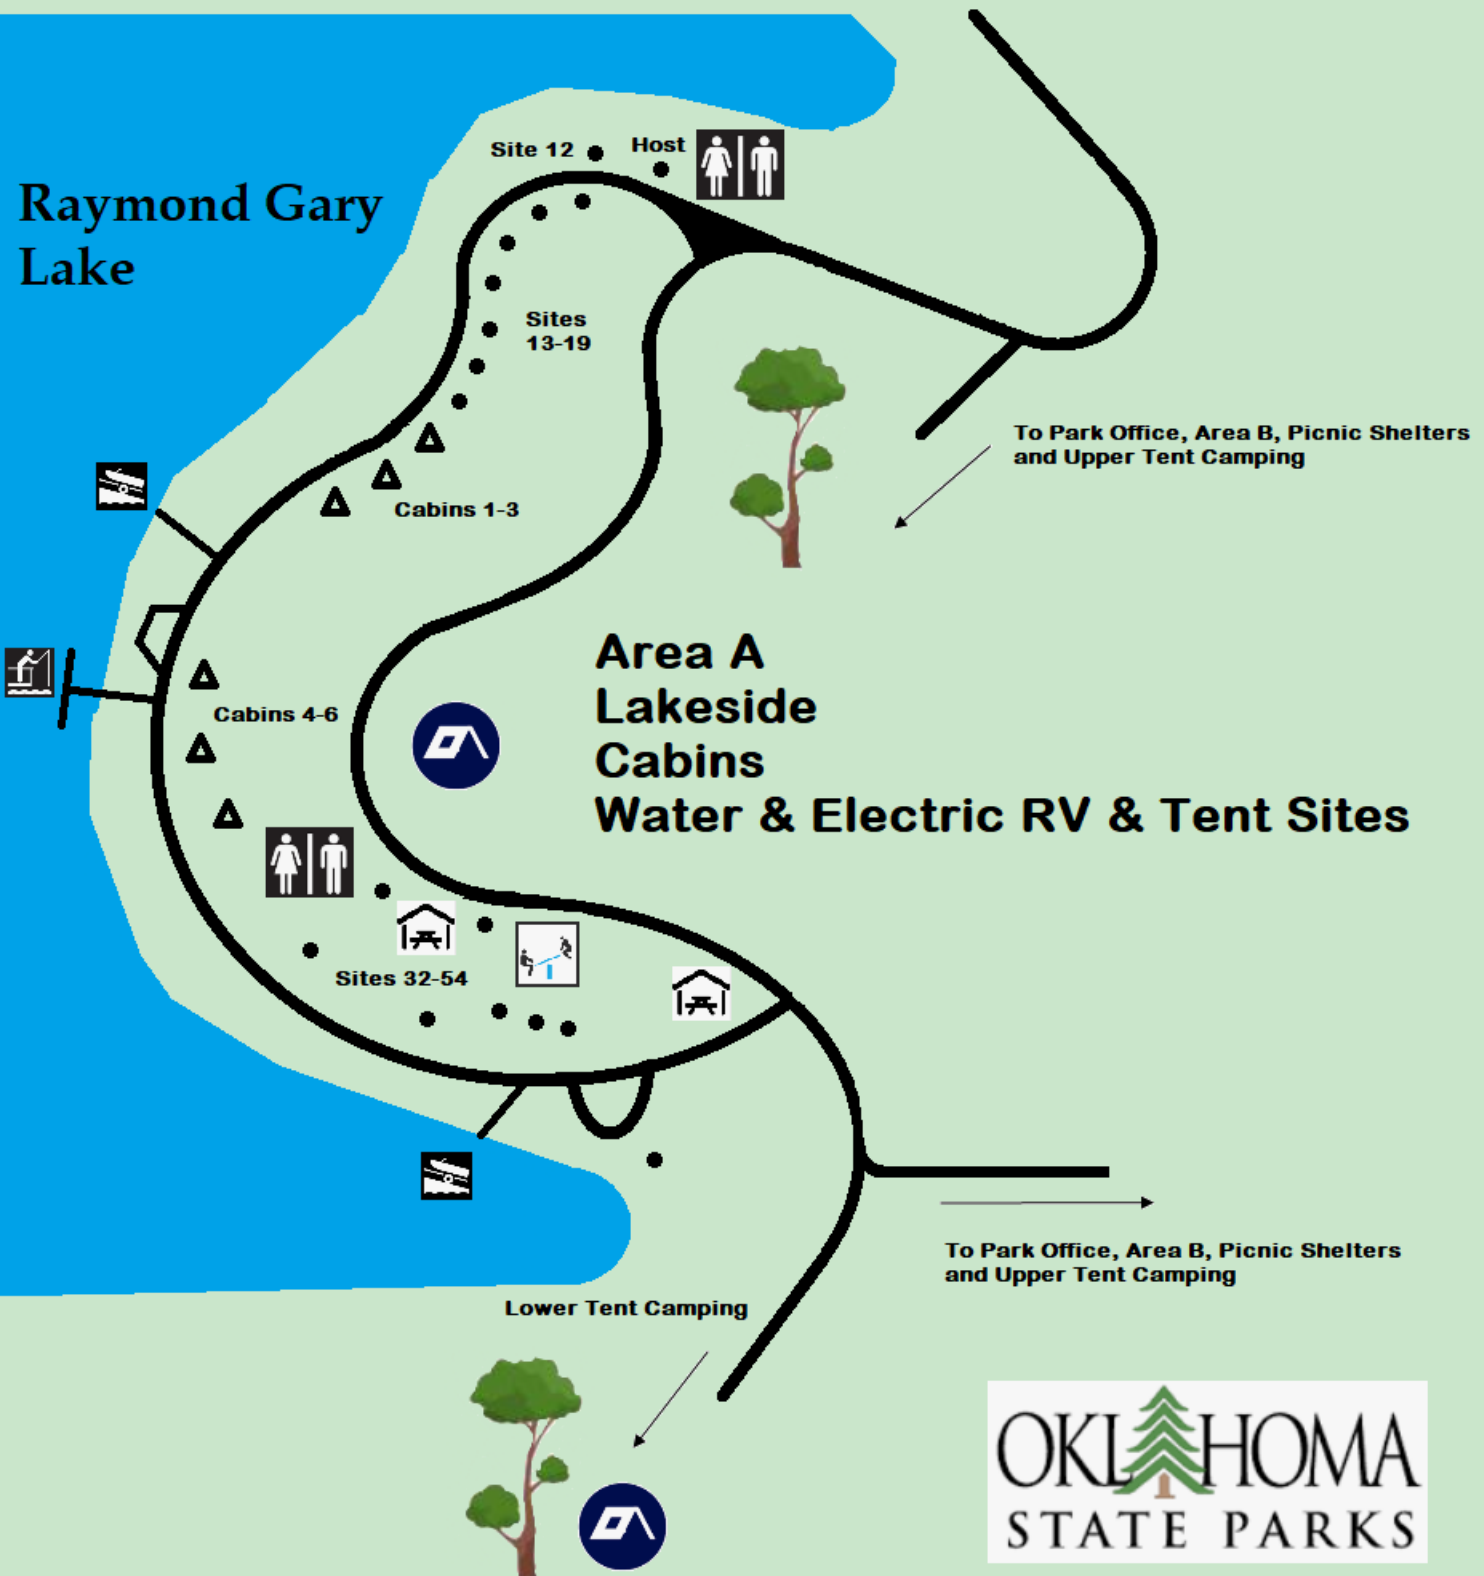 Site 12
Host
Raymond Gary
Lake
Sites
13-19
To Park Office, Area B, Picnic Shelters
and Upper Tent Camping
Cabins 1-3
Area A
Lakeside
Cabins
Water & Electric RV & Tent Sites
Cabins 4-6
Sites 32-54
To Park Office, Area B, Picnic Shelters
and Upper Tent Camping
Lower Tent Camping
OKLAHOMA
STATE PARKS